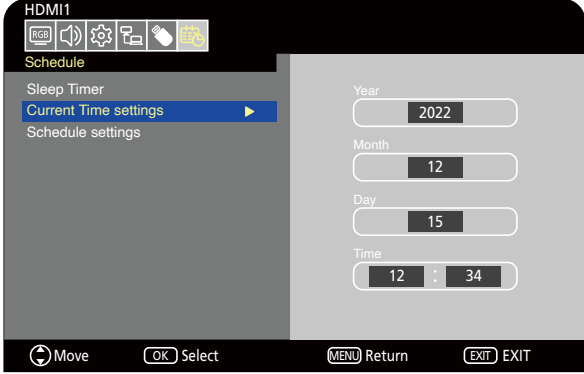 HDMI1
RGB
Schedule
Sleep Timer
Current Time settings
Schedule settings
Year
2022
Month
12
Day
15
Time
12 : 34
Move OK Select MENU Return EXIT EXIT